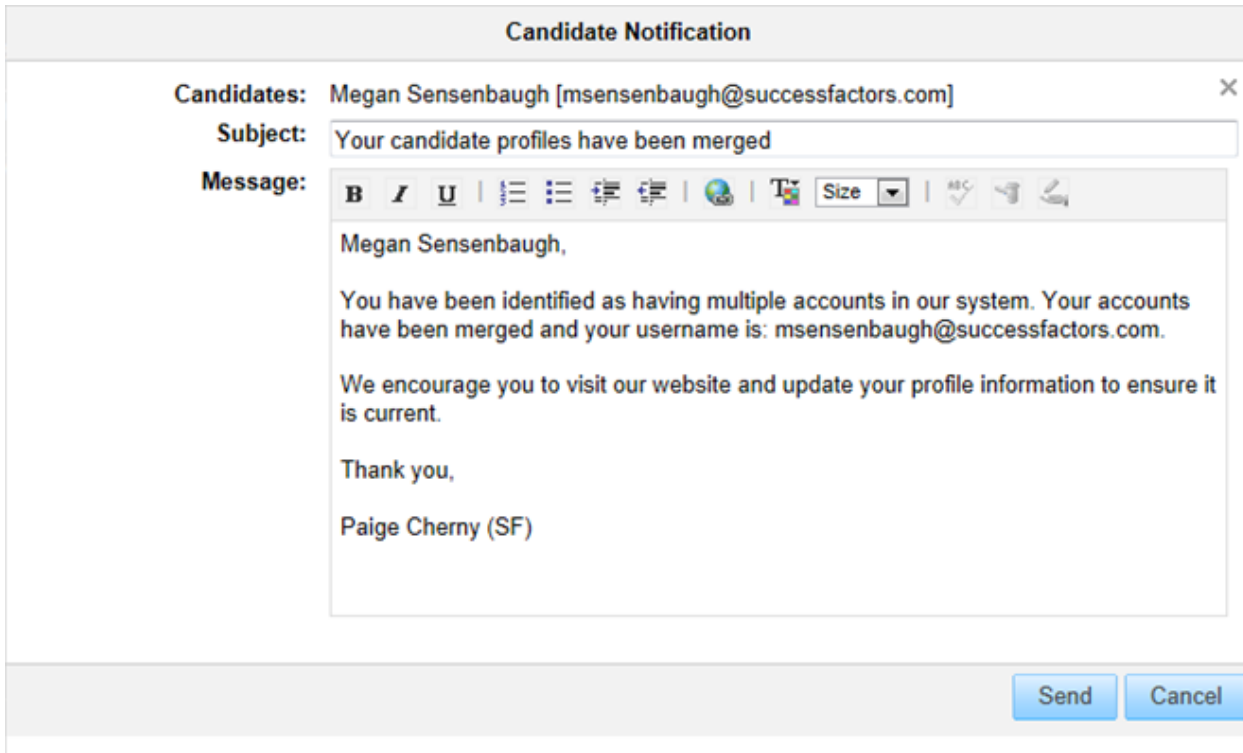 Candidate Notification
Candidates: Megan Sensenbaugh [msensenbaugh@successfactors.com]
Subject: Your candidate profiles have been merged
Message:
B I U Size ABC
Megan Sensenbaugh,
You have been identified as having multiple accounts in our system. Your accounts
have been merged and your username is: msensenbaugh@successfactors.com.
We encourage you to visit our website and update your profile information to ensure it
is current.
Thank you,
Paige Cherny (SF)
Send Cancel